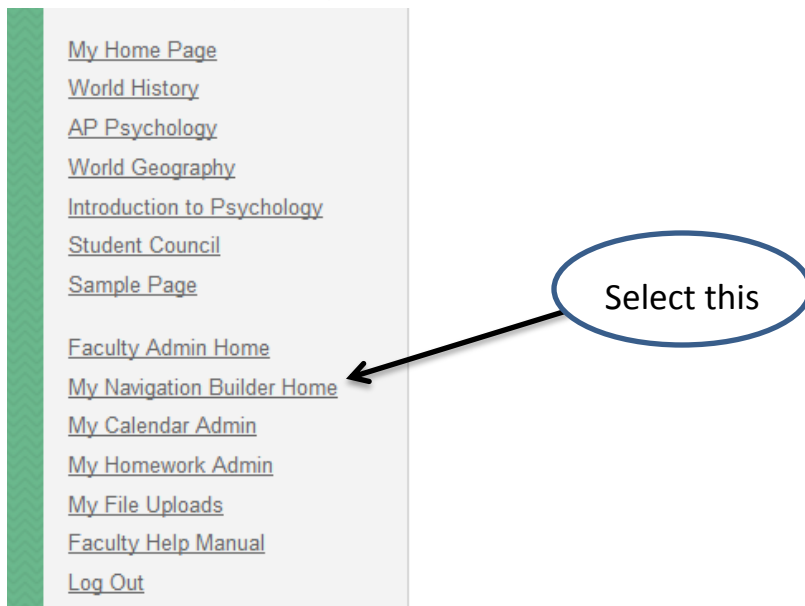 My Home Page
World History
AP Psychology
World Geography
Introduction to Psychology
Student Council
Sample Page
Faculty Admin Home
My Navigation Builder Home
My Calendar Admin
My Homework Admin
My File Uploads
Faculty Help Manual
Log Out
Select this